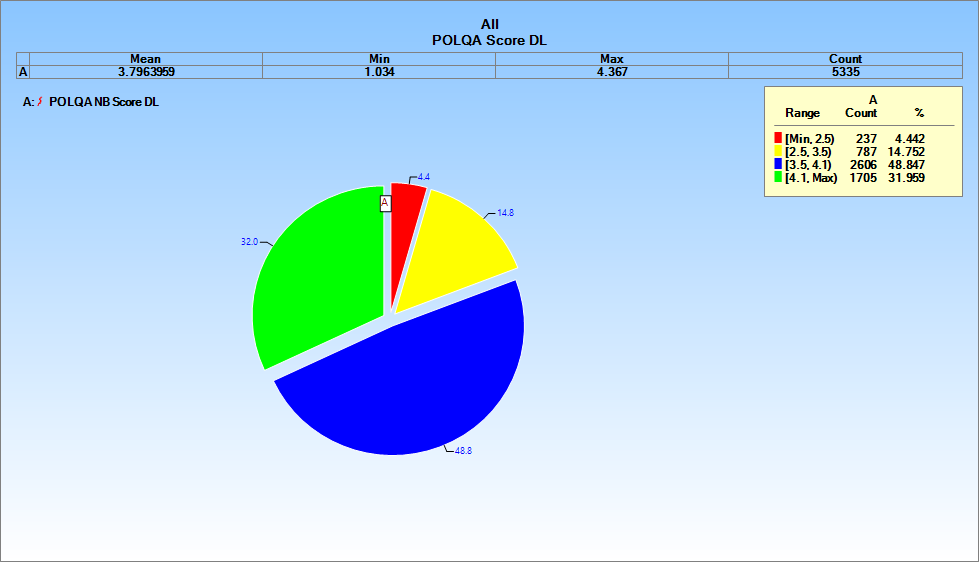 All
POLQA Score DL
Mean Min Max Count
A 3.7963959 1.034 4.367 5335
A: POLQA NB Score DL
A
Range Count %
[Min, 2.5) 237 4.442
[2.5, 3.5) 787 14.752
[3.5, 4.1) 2606 48.847
[4.1, Max) 1705 31.959
4.4
A
14.8
32.0
48.8